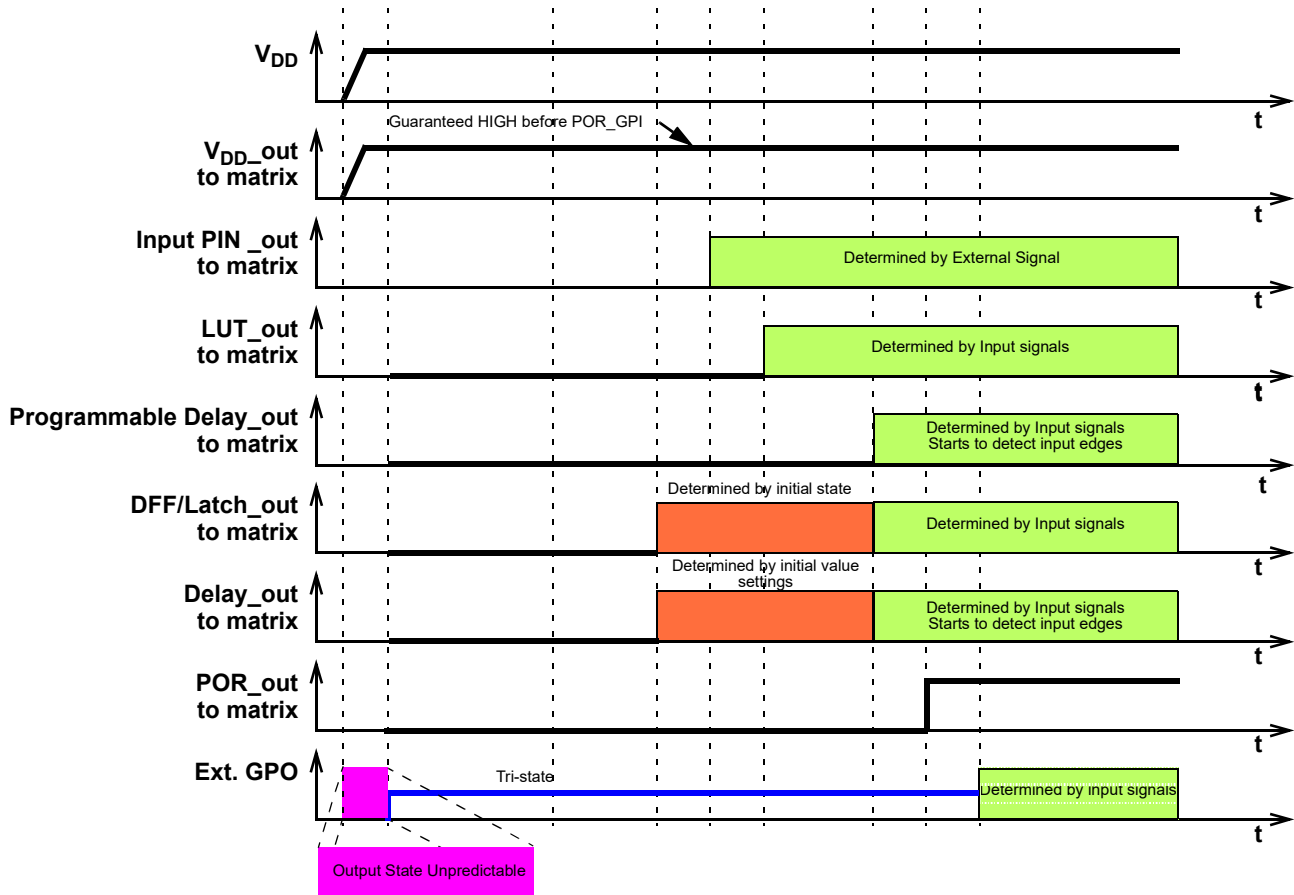 VDD
t
Guaranteed HIGH before POR_GPI
VDD_out
to matrix
t
Input PIN _out
to matrix
Determined by External Signal
t
LUT_out
to matrix
Determined by Input signals
t
Programmable Delay_out
to matrix
Determined by Input signals
Starts to detect input edges
t
DFF/Latch_out
to matrix
Determined by initial state
Determined by Input signals
t
Determined by initial value
settings
Delay_out
to matrix
Determined by Input signals
Starts to detect input edges
t
POR_out
to matrix
t
Ext. GPO
Tri-state
Determined by input signals
t
Output State Unpredictable